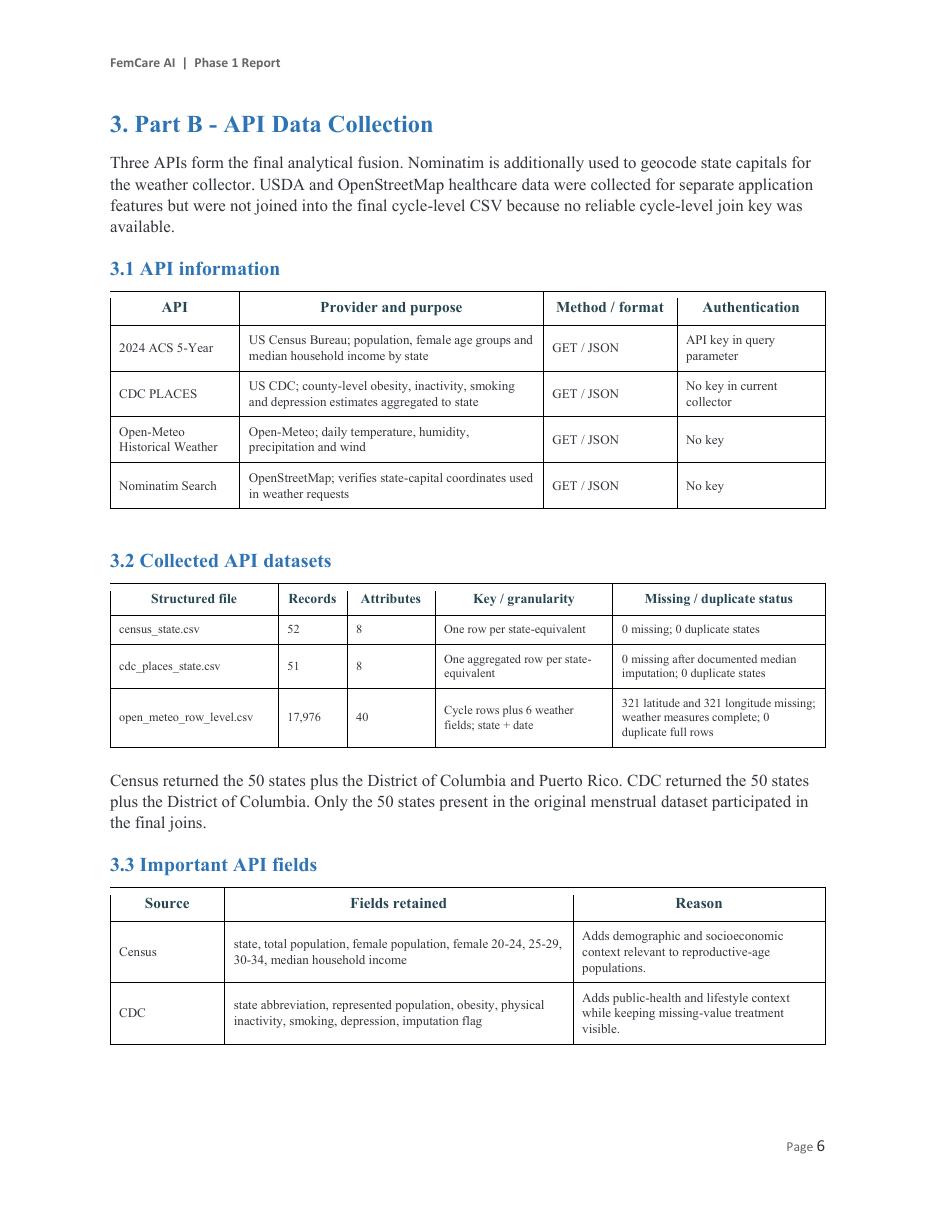 FemCare AI | Phase 1 Report
3. Part B - API Data Collection
Three APIs form the final analytical fusion. Nominatim is additionally used to geocode state capitals for
the weather collector. USDA and OpenStreetMap healthcare data were collected for separate application
features but were not joined into the final cycle-level CSV because no reliable cycle-level join key was
available.
3.1 API information
API Provider and purpose Method / format Authentication
2024 ACS 5-Year
US Census Bureau; population, female age groups and
median household income by state
GET / JSON
API key in query
parameter
CDC PLACES
US CDC; county-level obesity, inactivity, smoking
and depression estimates aggregated to state
GET / JSON
No key in current
collector
Open-Meteo
Historical Weather
Open-Meteo; daily temperature, humidity,
precipitation and wind
GET / JSON
No key
Nominatim Search
OpenStreetMap; verifies state-capital coordinates used
in weather requests
GET / JSON
No key
3.2 Collected API datasets
Structured file Records Attributes Key / granularity Missing / duplicate status
census_state.csv 52 8 One row per state-equivalent 0 missing; 0 duplicate states
cdc_places_state.csv
51
8
One aggregated row per state-
equivalent
0 missing after documented median
imputation; 0 duplicate states
open_meteo_row_level.csv
17,976
40
Cycle rows plus 6 weather
fields; state + date
321 latitude and 321 longitude missing;
weather measures complete; 0
duplicate full rows
Census returned the 50 states plus the District of Columbia and Puerto Rico. CDC returned the 50 states
plus the District of Columbia. Only the 50 states present in the original menstrual dataset participated in
the final joins.
3.3 Important API fields
Source Fields retained Reason
Census
state, total population, female population, female 20-24, 25-29,
30-34, median household income
Adds demographic and socioeconomic
context relevant to reproductive-age
populations.
CDC
state abbreviation, represented population, obesity, physical
inactivity, smoking, depression, imputation flag
Adds public-health and lifestyle context
while keeping missing-value treatment
visible.
Page 6